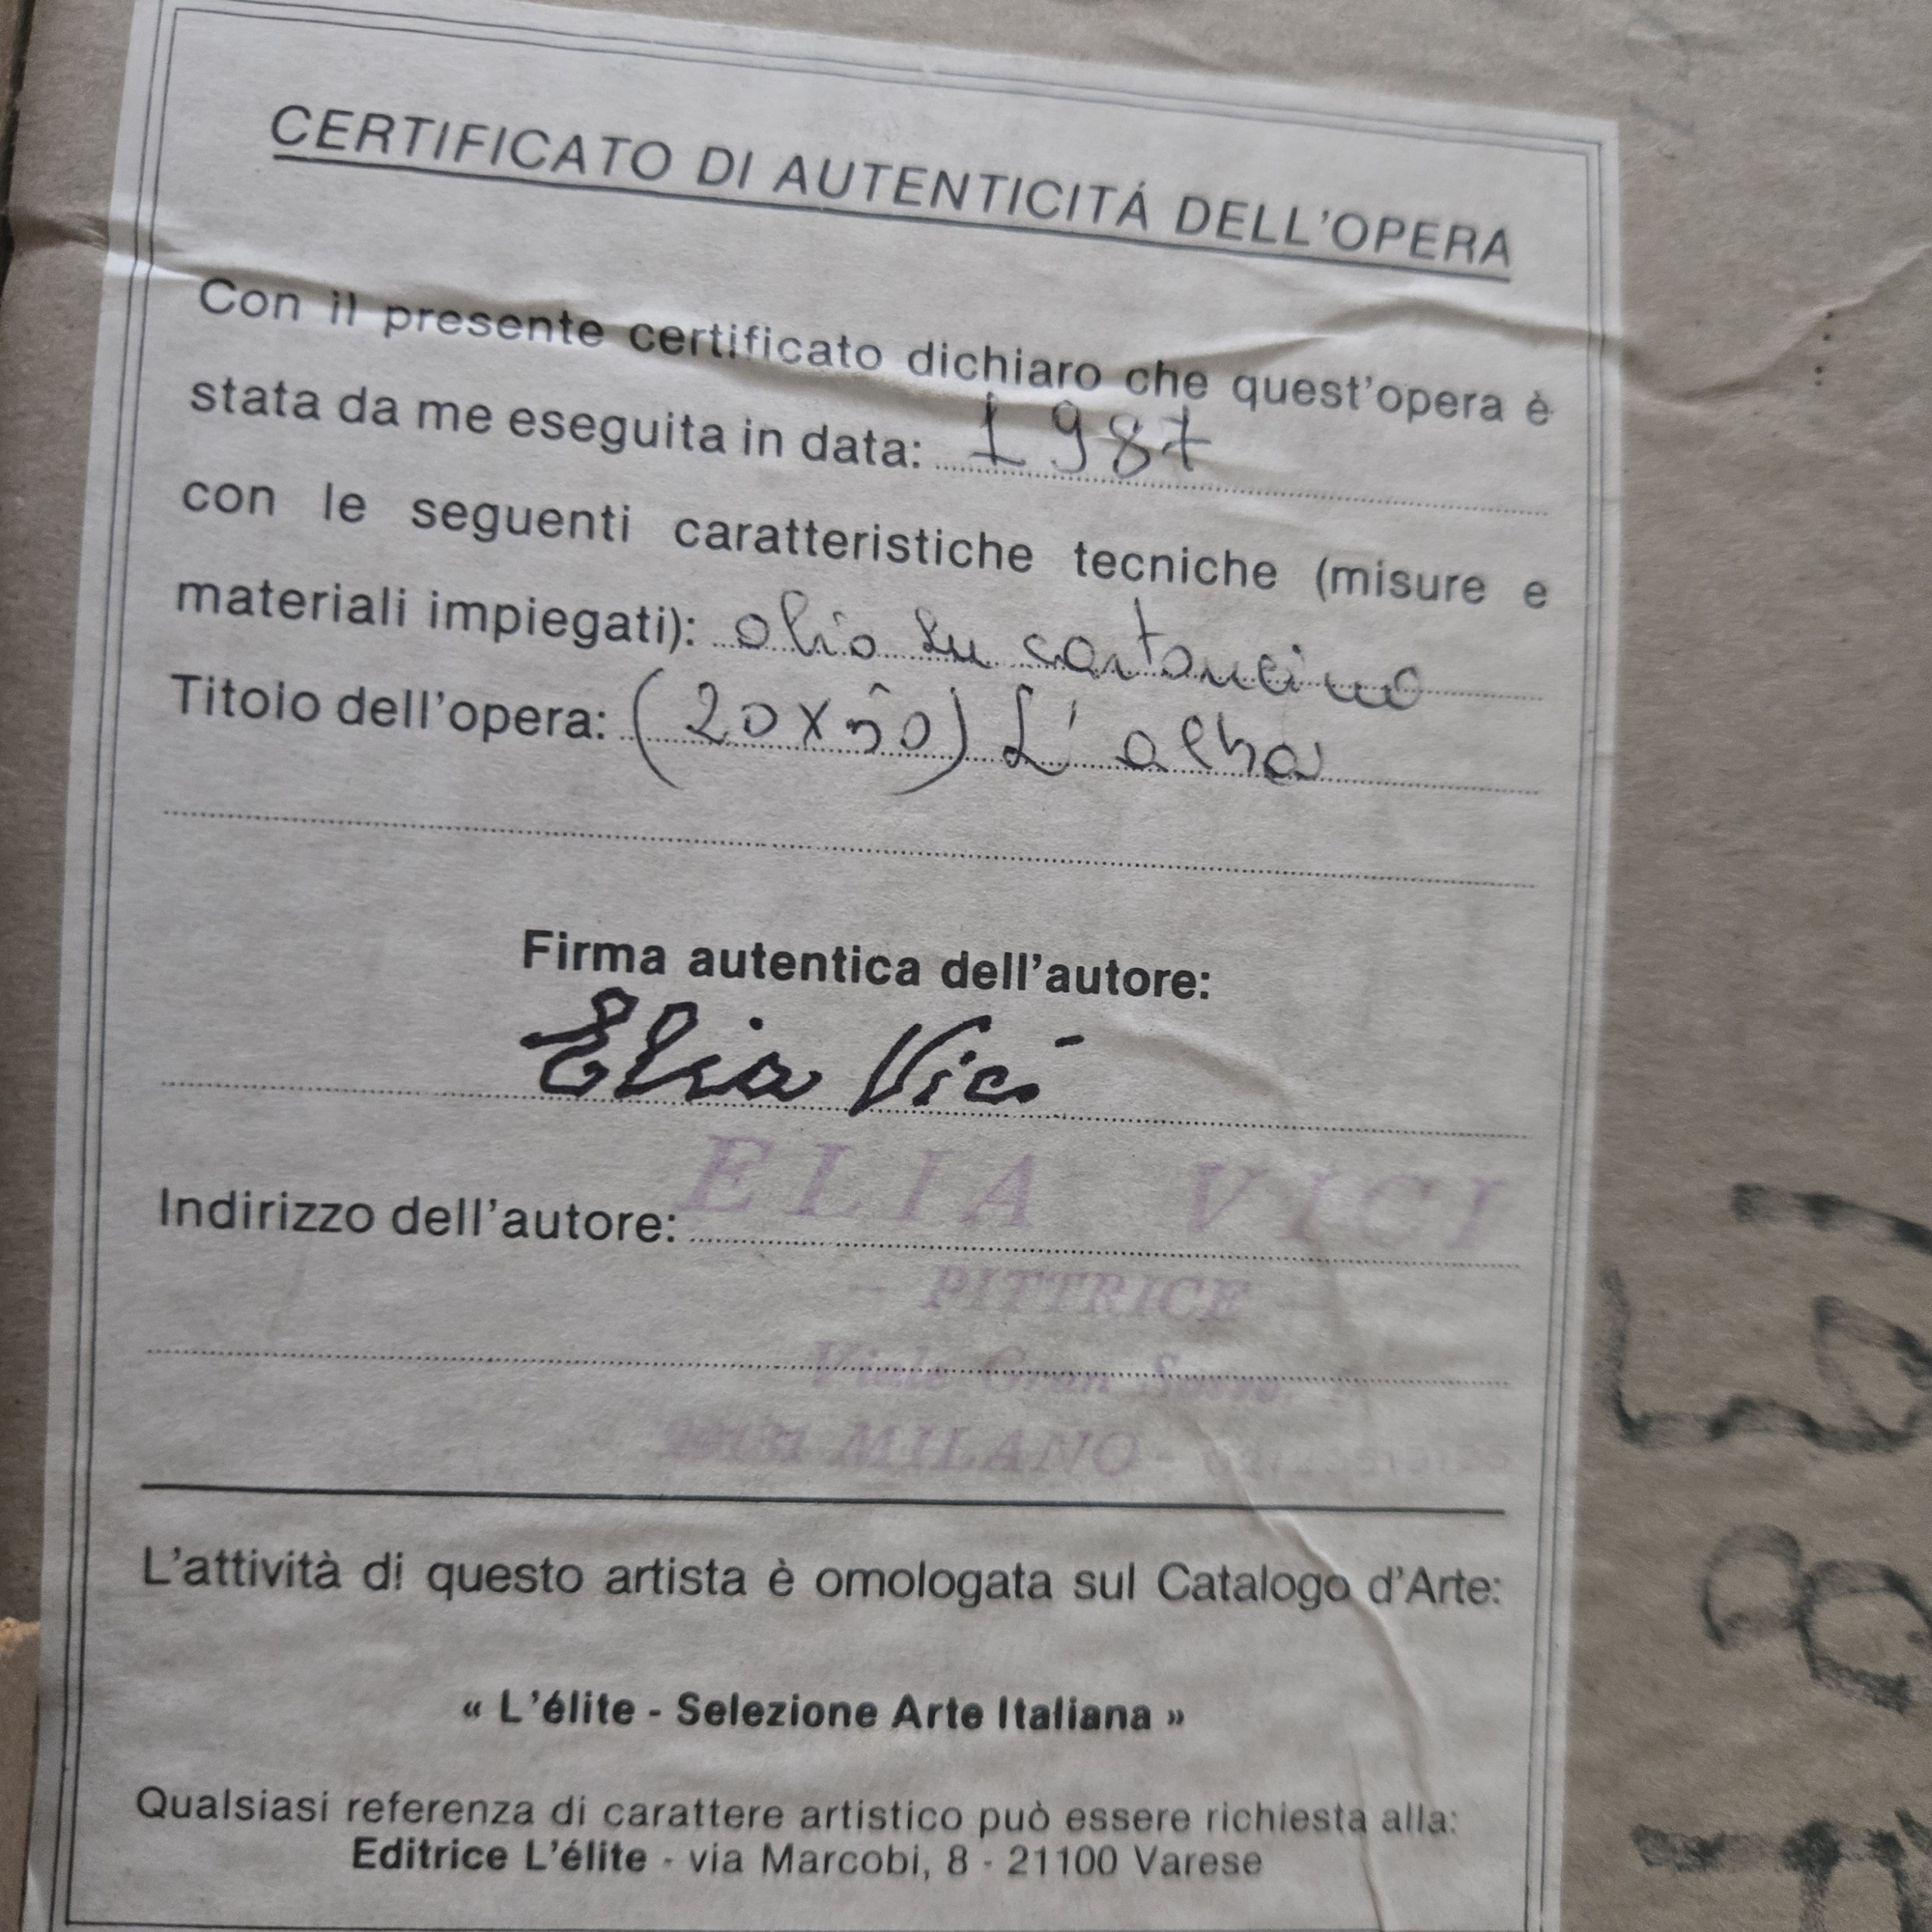 CERTIFICATO DI AUTENTICITÁ DELL'OPERA
Con il presente certificato dichiaro che quest'opera è
stata da me eseguita in data: 1987
con le seguenti caratteristiche tecniche (misure e
materiali impiegati): olio su cartoncino
Titolo dell'opera: (20x50) L'alba
Firma autentica dell'autore:
Elia Vici
ELIA VICI
Indirizzo dell'autore:
- PITTRICE -
Viale Gran Sasso,
20131 MILANO -
L'attività di questo artista è omologata sul Catalogo d'Arte:
« L'élite - Selezione Arte Italiana »
Qualsiasi referenza di carattere artistico può essere richiesta alla:
Editrice L'élite - via Marcobi, 8 - 21100 Varese